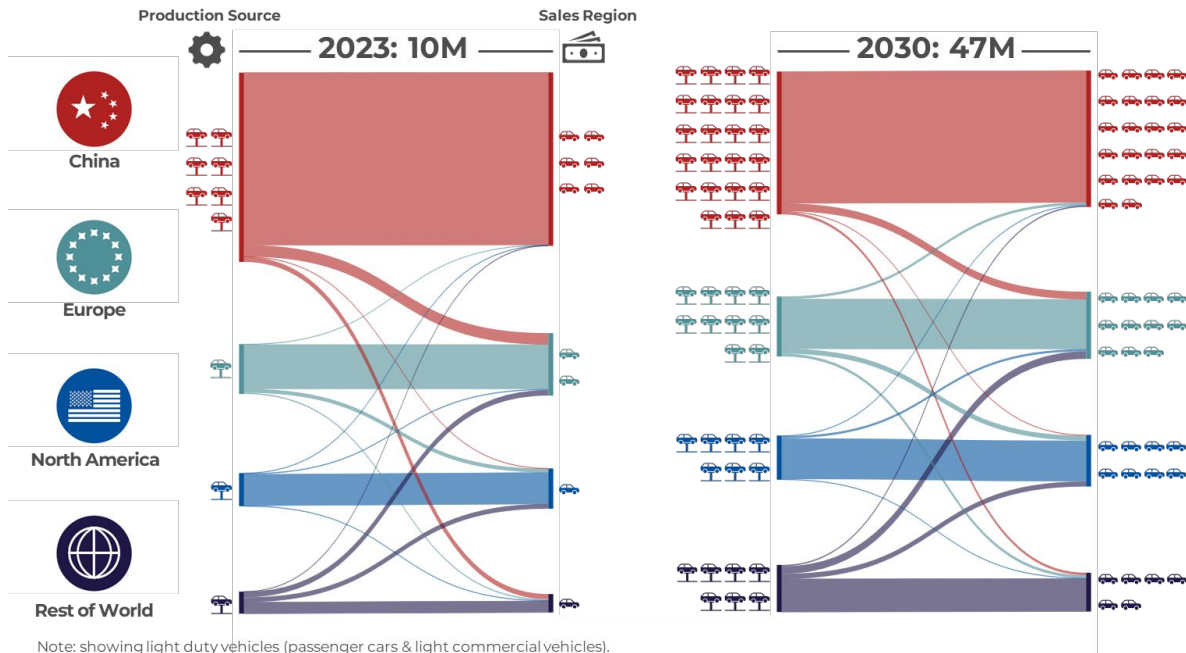 Production Source
Sales Region
2023: 10M
2030: 47M
China
Europe
North America
Rest of World
Note: showing light duty vehicles (passenger cars & light commercial vehicles).